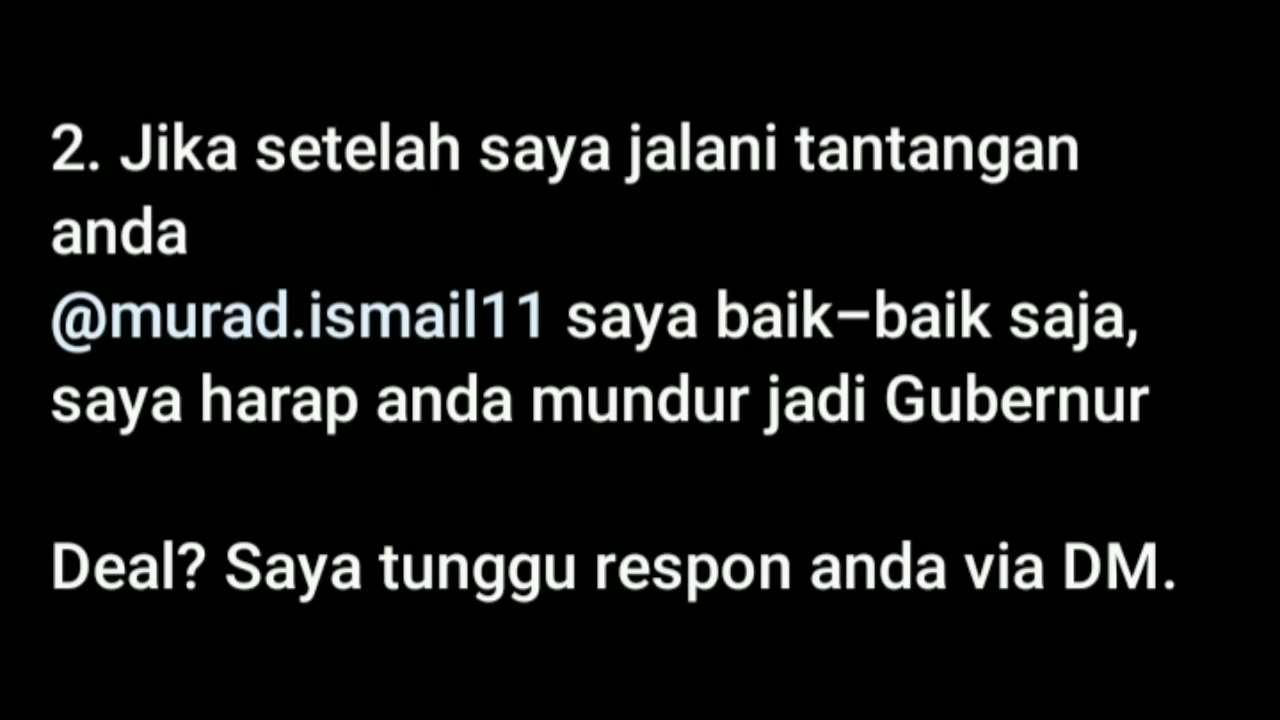 2. Jika setelah saya jalani tantangan
anda
@murad.ismail11 saya baik–baik saja,
saya harap anda mundur jadi Gubernur
Deal? Saya tunggu respon anda via DM.